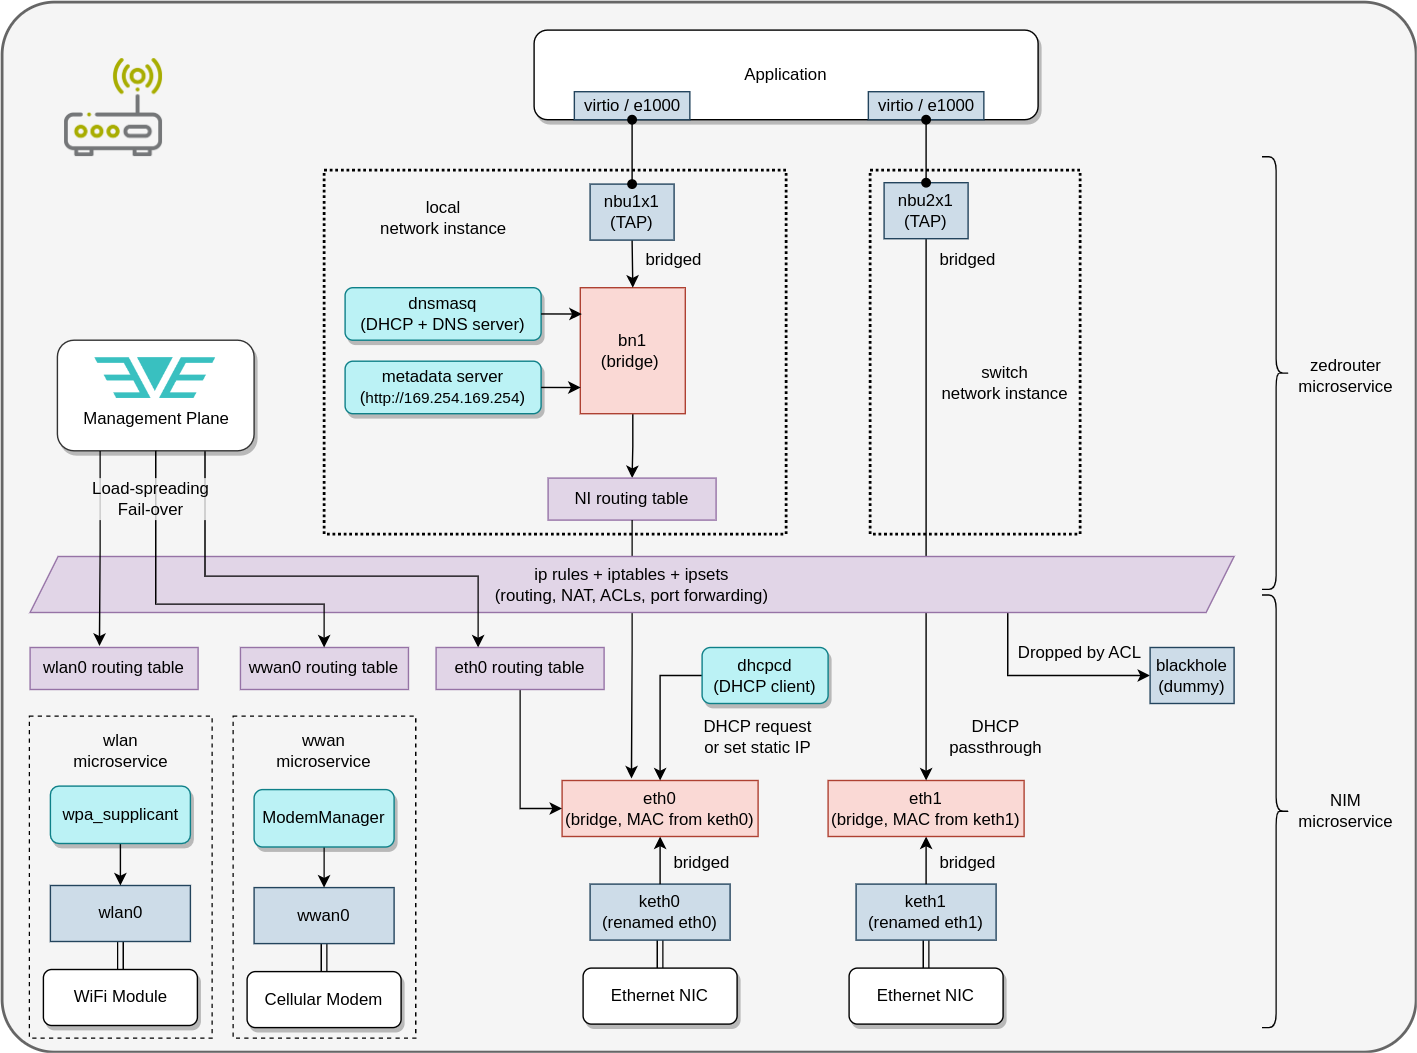 Application
virtio / e1000
virtio / e1000
local
network instance
nbu1x1
(TAP)
bridged
nbu2x1
(TAP)
bridged
dnsmasq
(DHCP + DNS server)
bn1
(bridge)
metadata server
(http://169.254.169.254)
switch
network instance
zedrouter
microservice
Management Plane
Load-spreading
Fail-over
NI routing table
ip rules + iptables + ipsets
(routing, NAT, ACLs, port forwarding)
wlan0 routing table
wwan0 routing table
eth0 routing table
dhcpcd
(DHCP client)
Dropped by ACL
blackhole
(dummy)
DHCP request
or set static IP
DHCP
passthrough
wlan
microservice
wwan
microservice
wpa_supplicant
ModemManager
eth0
(bridge, MAC from keth0)
eth1
(bridge, MAC from keth1)
NIM
microservice
bridged
bridged
wlan0
wwan0
keth0
(renamed eth0)
keth1
(renamed eth1)
WiFi Module
Cellular Modem
Ethernet NIC
Ethernet NIC